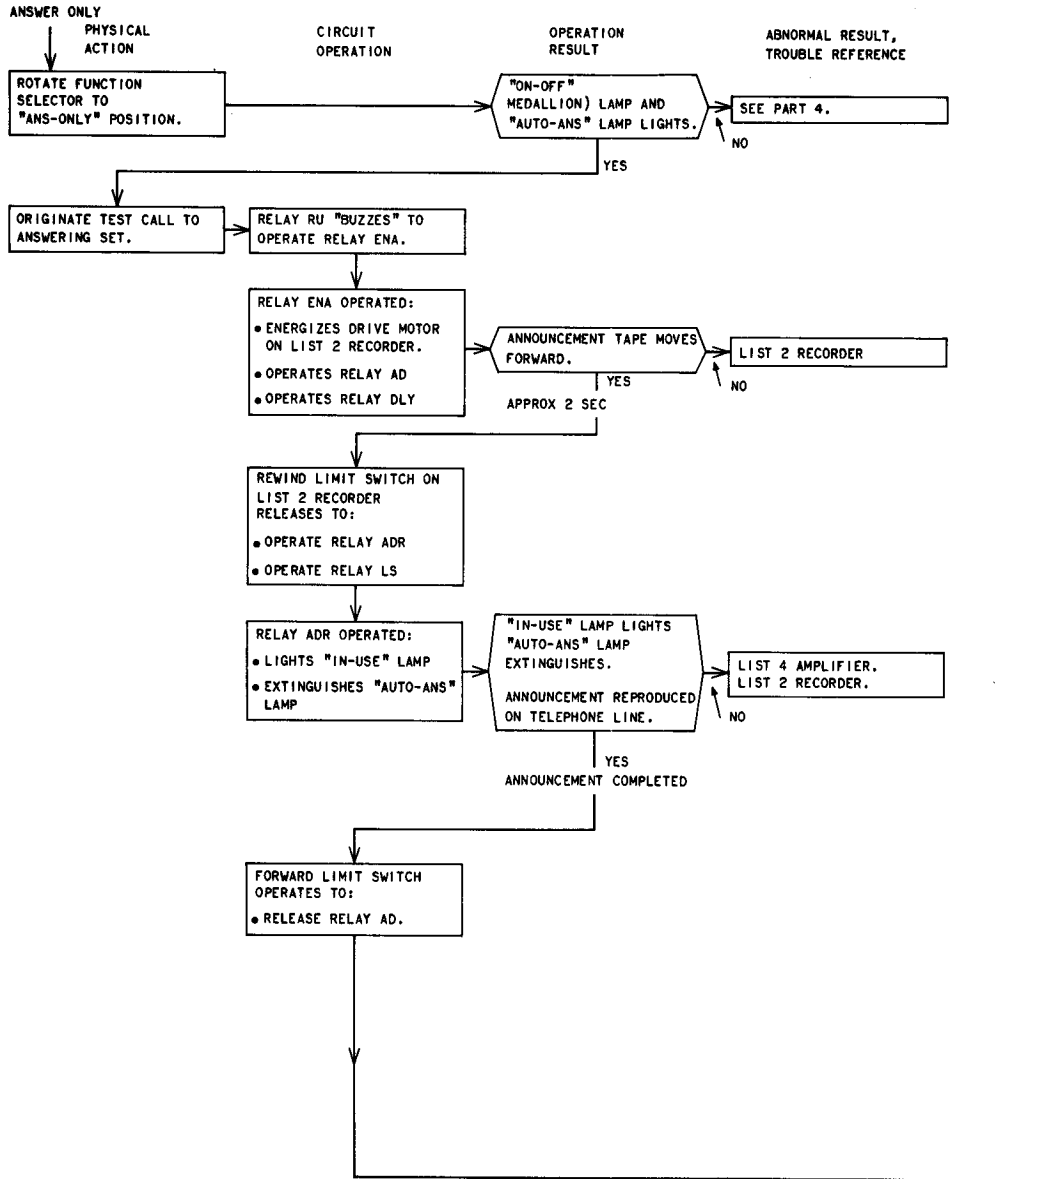 ANSWER ONLY
PHYSICAL
ACTION
CIRCUIT
OPERATION
OPERATION
RESULT
ABNORMAL RESULT,
TROUBLE REFERENCE
ROTATE FUNCTION
SELECTOR TO
"ANS-ONLY" POSITION.
"ON-OFF"
MEDALLION) LAMP AND
"AUTO-ANS" LAMP LIGHTS.
SEE PART 4.
NO
YES
ORIGINATE TEST CALL TO
ANSWERING SET.
RELAY RU "BUZZES" TO
OPERATE RELAY ENA.
RELAY ENA OPERATED:
• ENERGIZES DRIVE MOTOR
ON LIST 2 RECORDER.
• OPERATES RELAY AD
• OPERATES RELAY DLY
ANNOUNCEMENT TAPE MOVES
FORWARD.
LIST 2 RECORDER
NO
YES
APPROX 2 SEC
REWIND LIMIT SWITCH ON
LIST 2 RECORDER
RELEASES TO:
• OPERATE RELAY ADR
• OPERATE RELAY LS
RELAY ADR OPERATED:
• LIGHTS "IN-USE" LAMP
• EXTINGUISHES "AUTO-ANS"
LAMP
"IN-USE" LAMP LIGHTS
"AUTO-ANS" LAMP
EXTINGUISHES.
ANNOUNCEMENT REPRODUCED
ON TELEPHONE LINE.
LIST 4 AMPLIFIER.
LIST 2 RECORDER.
NO
YES
ANNOUNCEMENT COMPLETED
FORWARD LIMIT SWITCH
OPERATES TO:
• RELEASE RELAY AD.